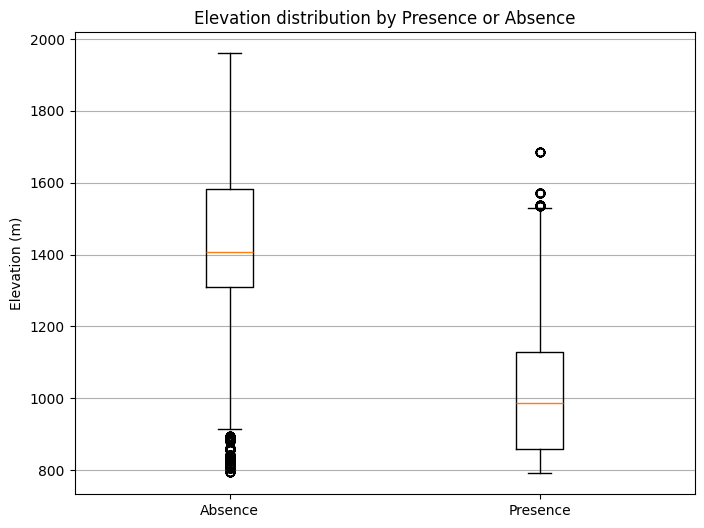 Elevation distribution by Presence or Absence
2000
1800
1600
1400
1200
1000
800
Elevation (m)
Absence
Presence